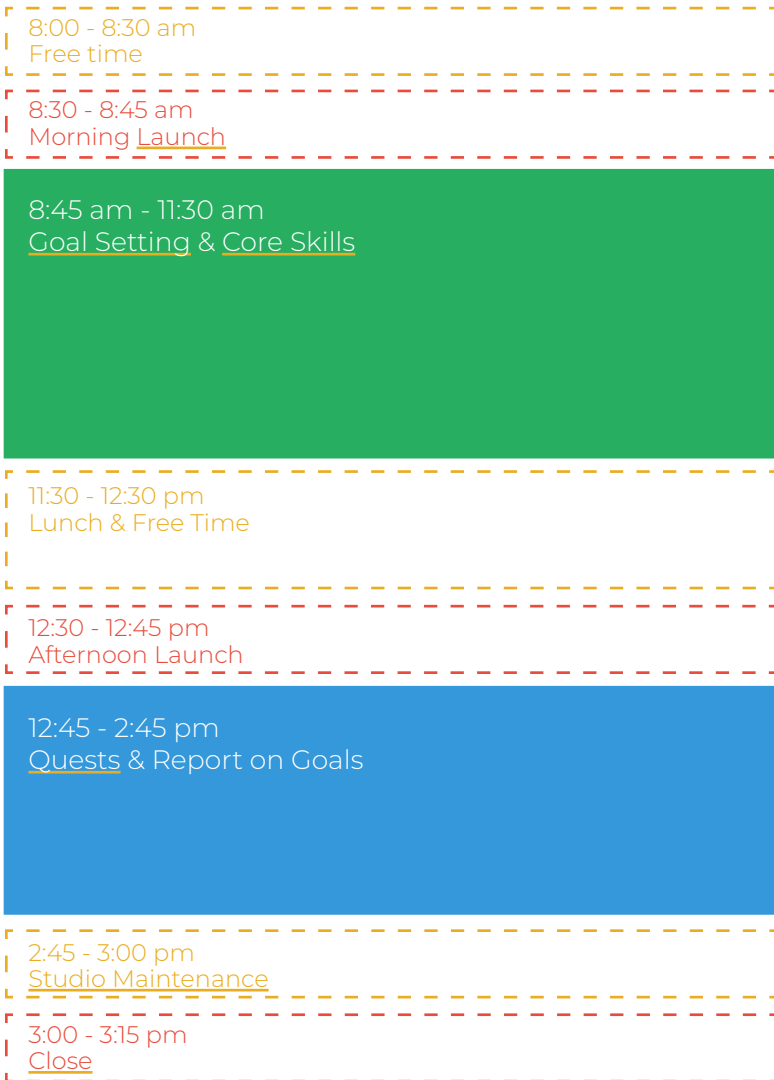 8:00 - 8:30 am
Free time
8:30 - 8:45 am
Morning Launch
8:45 am - 11:30 am
Goal Setting & Core Skills
11:30 - 12:30 pm
Lunch & Free Time
12:30 - 12:45 pm
Afternoon Launch
12:45 - 2:45 pm
Quests & Report on Goals
2:45 - 3:00 pm
Studio Maintenance
3:00 - 3:15 pm
Close